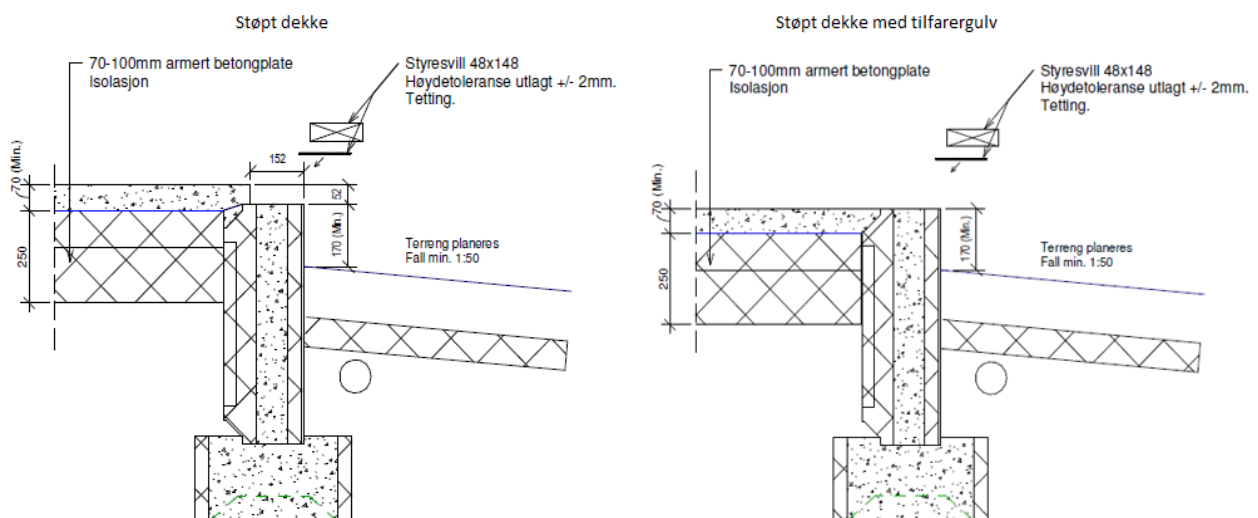 Støpt dekke
70-100mm armert betongplate
Isolasjon
Styresvill 48x148
Høydetoleranse utlagt +/- 2mm.
Tetting.
152
70 (Min.)
52
250
170 (Min.)
Terreng planeres
Fall min. 1:50
Støpt dekke med tilfarergulv
70-100mm armert betongplate
Isolasjon
Styresvill 48x148
Høydetoleranse utlagt +/- 2mm.
Tetting.
70 (Min.)
250
170 (Min.)
Terreng planeres
Fall min. 1:50